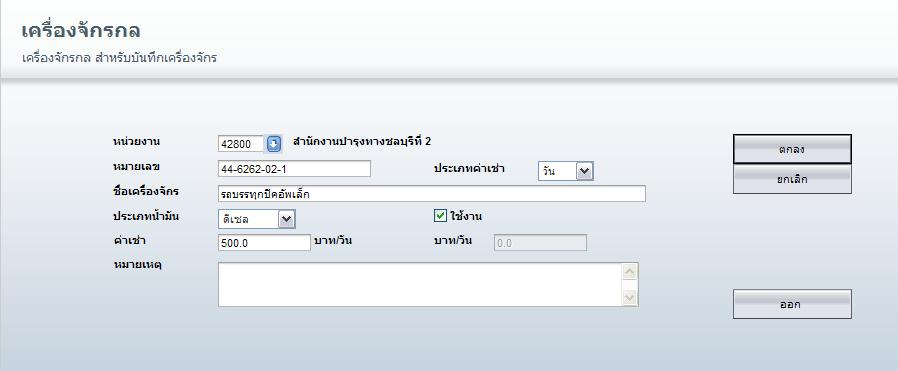 เครื่องจักรกล
เครื่องจักรกล สำหรับบันทึกเครื่องจักร
หน่วยงาน 42800 สำนักงานบำรุงทางชลบุรีที่ 2
ตกลง
หมายเลข 44-6262-02-1 ประเภทค่าเช่า วัน
ยกเลิก
ชื่อเครื่องจักร รถบรรทุกปิคอัพเล็ก
ประเภทน้ำมัน ดีเซล ใช้งาน
ค่าเช่า 500.0 บาท/วัน บาท/วัน 0.0
หมายเหตุ
ออก